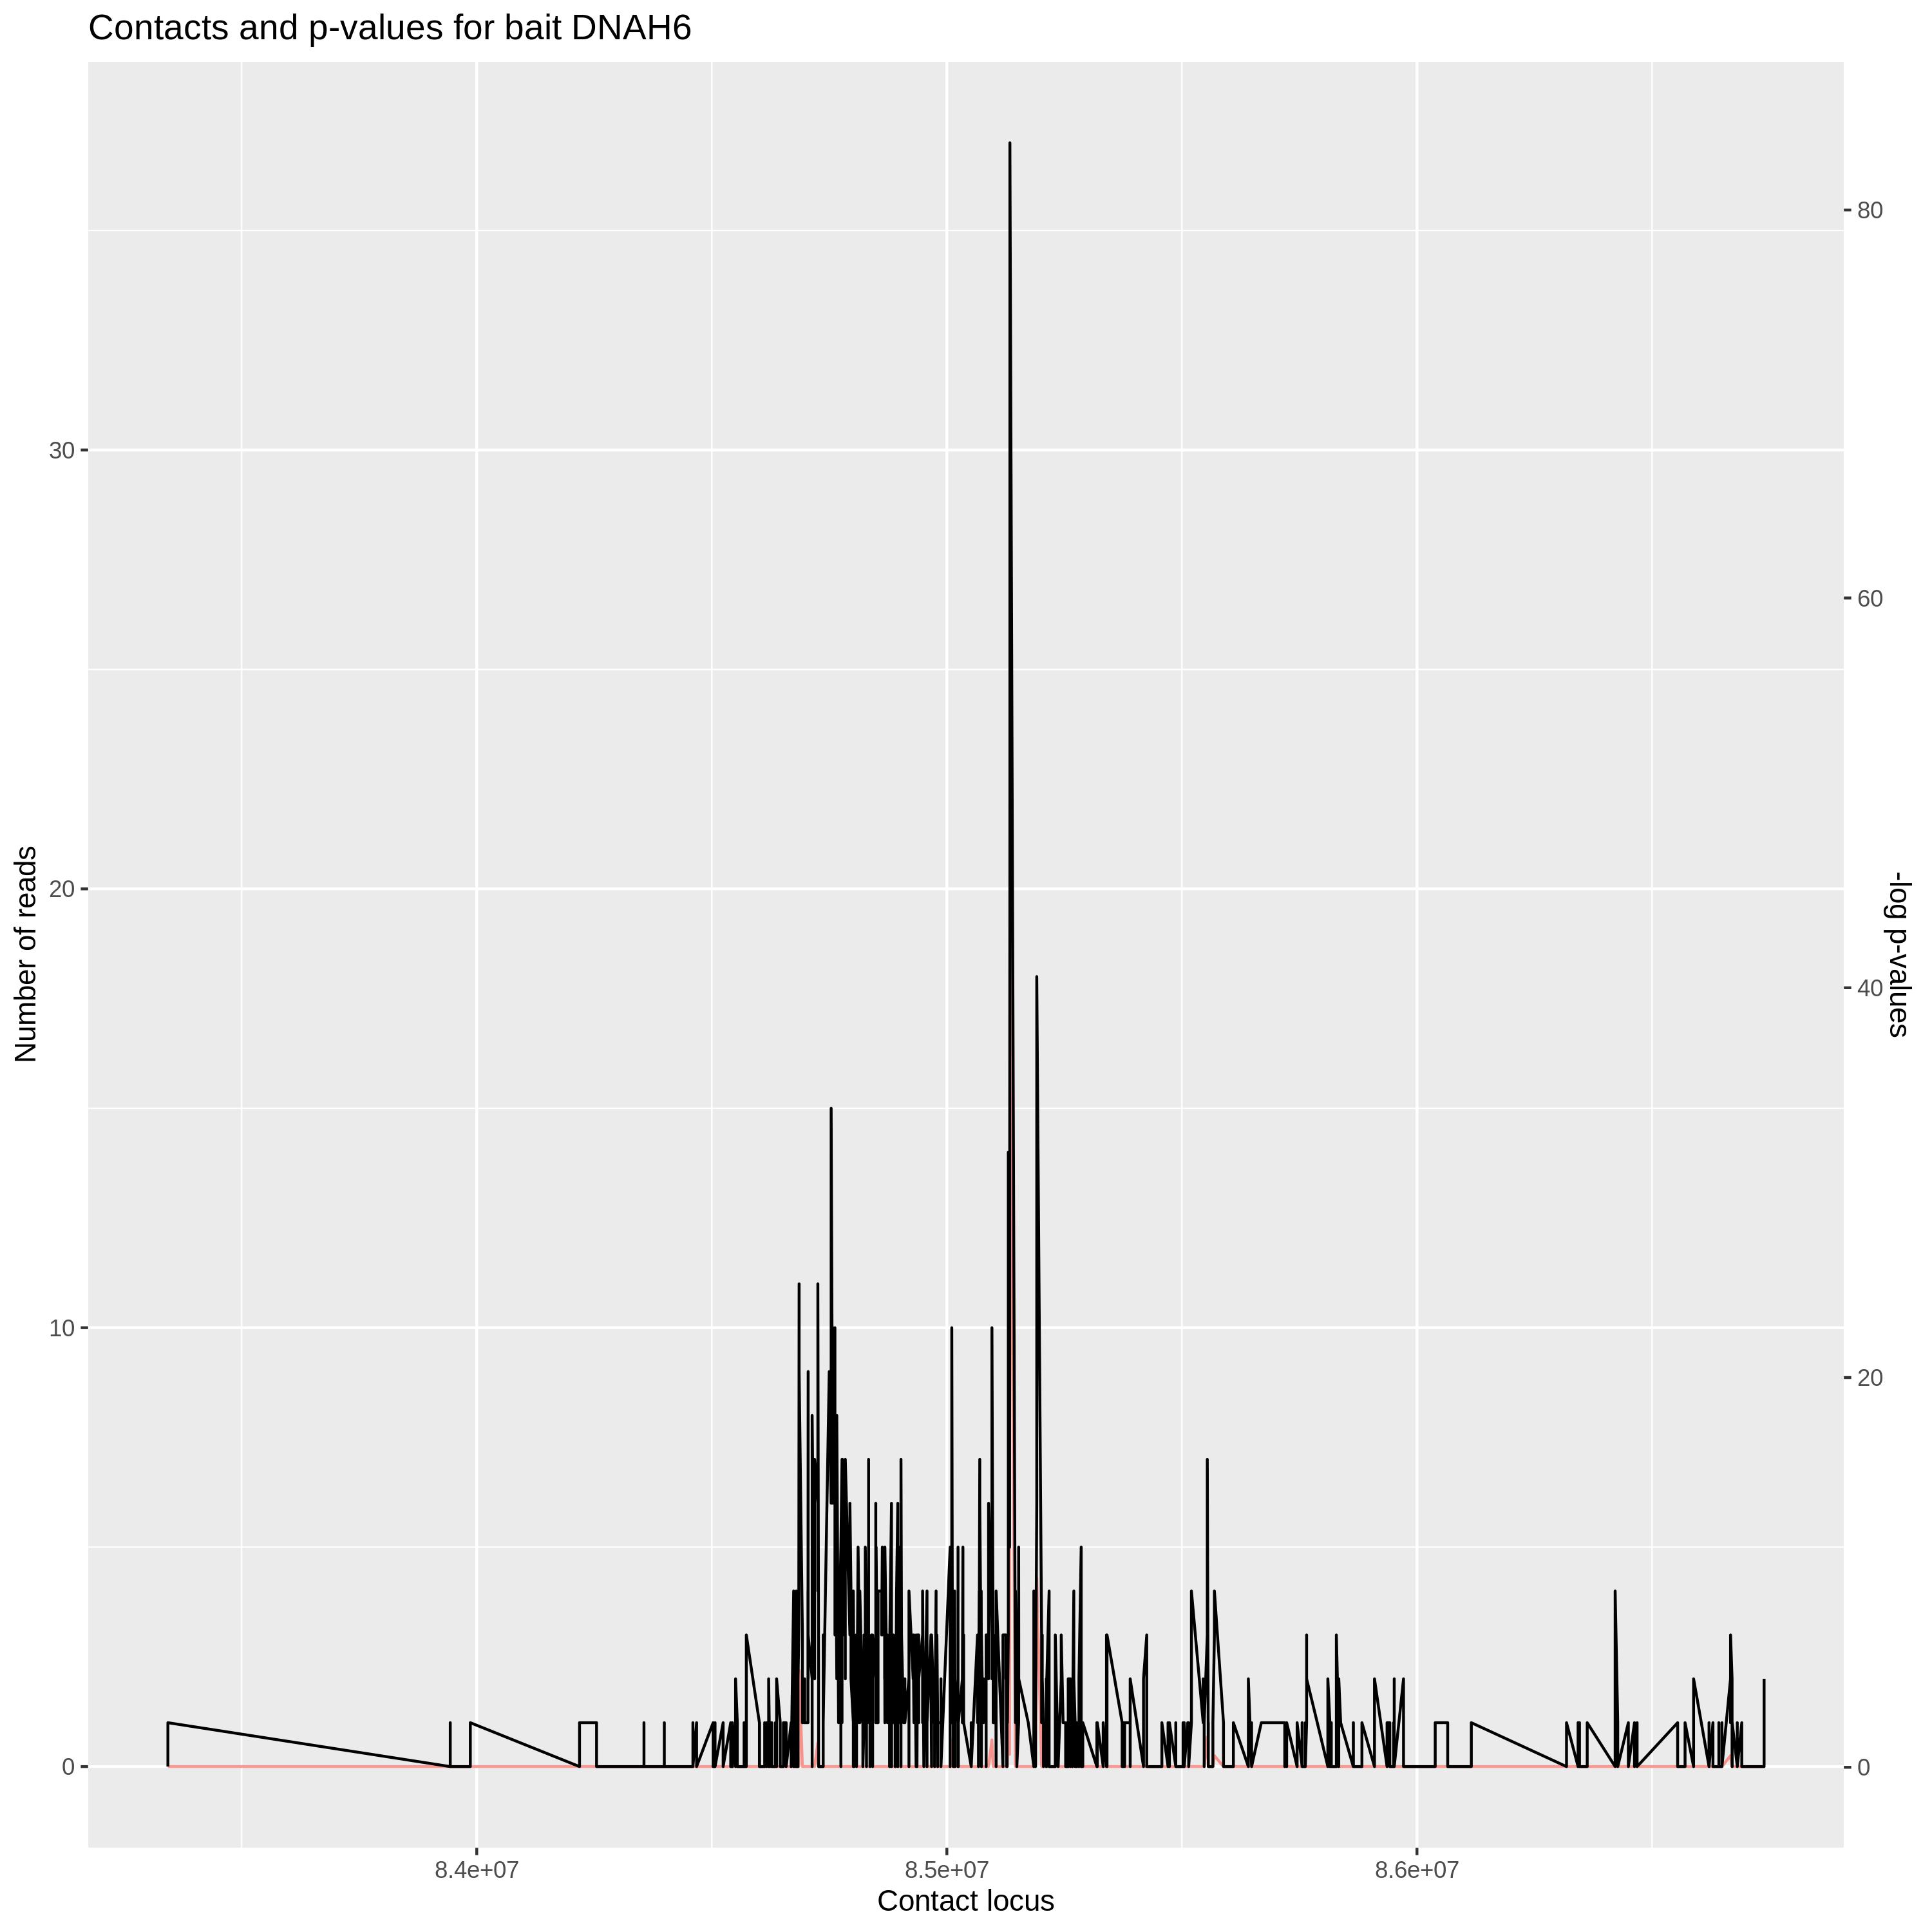 Contacts and p-values for bait DNAH6
Number of reads
30
20
10
0
-log p-values
80
60
40
20
0
8.4e+07 8.5e+07 8.6e+07
Contact locus